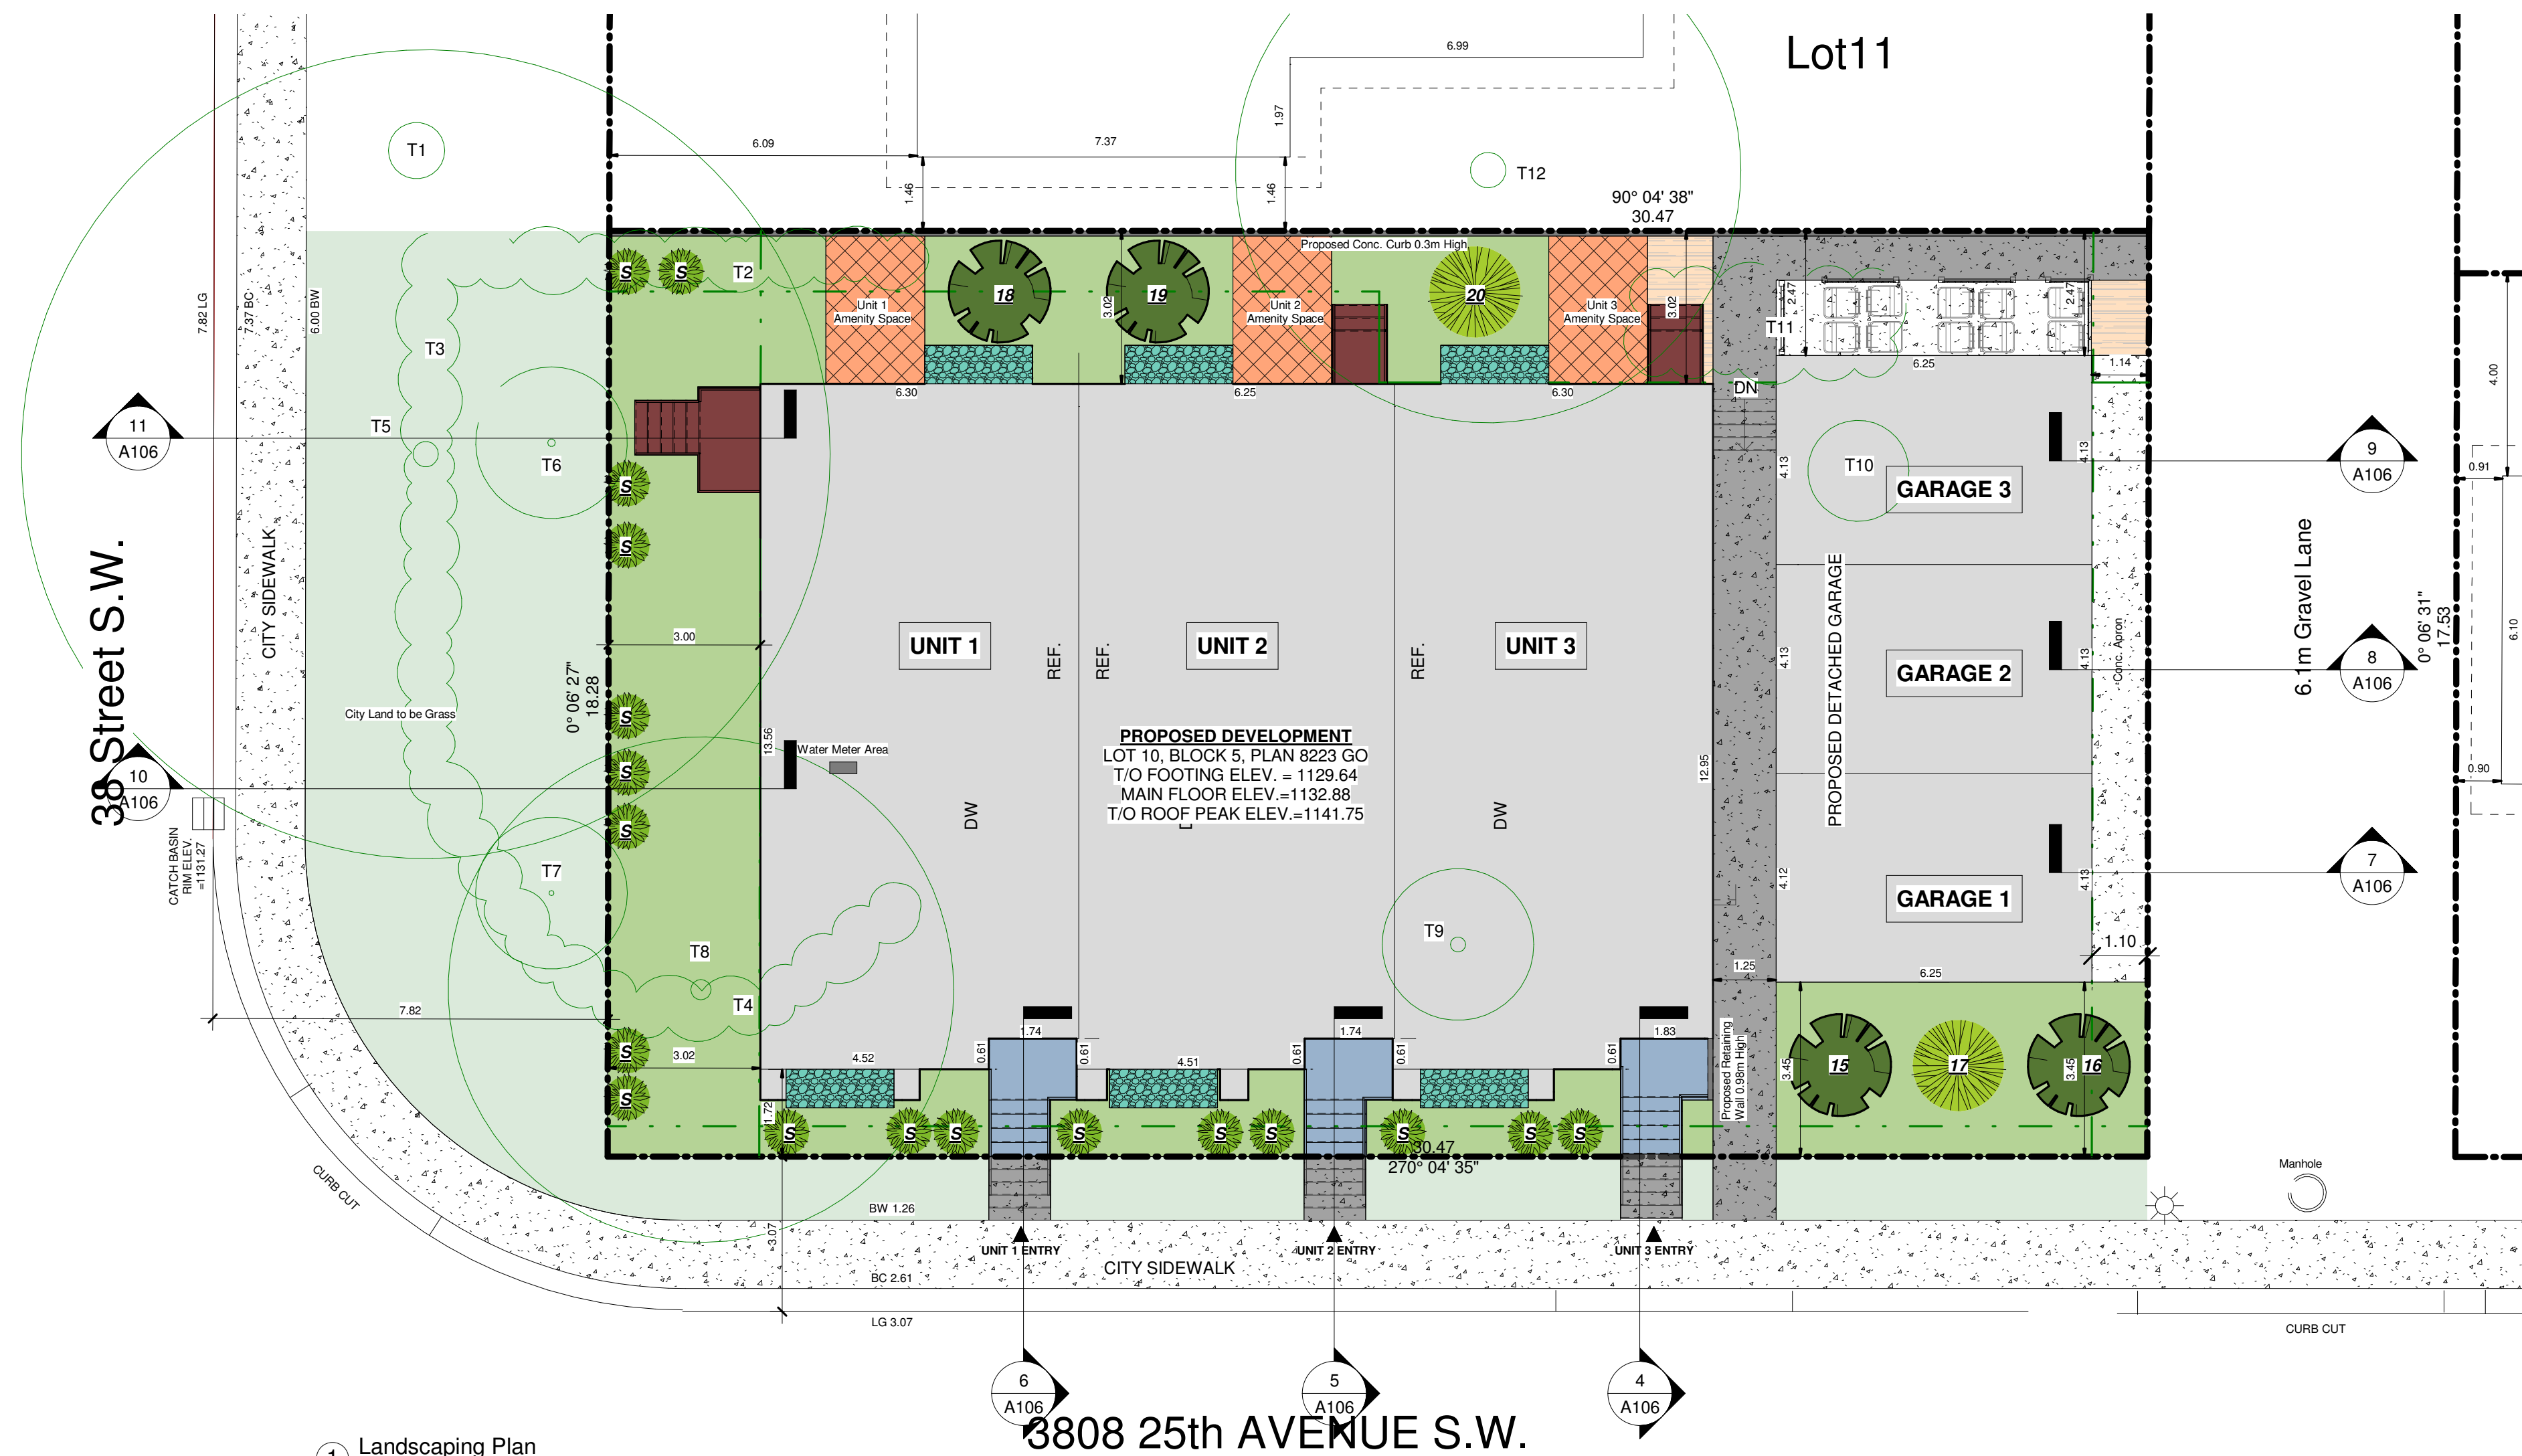 Lot11
6.99
1.97
6.09
7.37
1.46
1.46
T1
T12
90° 04' 38"
30.47
7.82 LG
7.37 BC
6.00 BW
Proposed Conc. Curb 0.3m High
S
S
T2
18
19
20
3.02
3.02
Unit 1
Amenity Space
Unit 2
Amenity Space
Unit 3
Amenity Space
2.47
2.47
T11
T3
6.25
1.14
4.00
6.30
6.25
6.30
DN
11
A106
T5
T6
S
S
T10
4.13
4.13
GARAGE 3
9
A106
0.91
38 Street S.W.
CITY SIDEWALK
3.00
0° 06' 27"
18.28
UNIT 1
REF.
REF.
UNIT 2
REF.
UNIT 3
PROPOSED DETACHED GARAGE
4.13
4.13
GARAGE 2
Conc. Apron
6.1m Gravel Lane
8
A106
0° 06' 31"
17.53
6.10
City Land to be Grass
S
S
S
13.56
Water Meter Area
PROPOSED DEVELOPMENT
LOT 10, BLOCK 5, PLAN 8223 GO
T/O FOOTING ELEV. = 1129.64
MAIN FLOOR ELEV.=1132.88
T/O ROOF PEAK ELEV.=1141.75
DW
DW
12.95
0.90
10
A106
CATCH BASIN
RIM ELEV.
=1131.27
T7
4.12
4.13
GARAGE 1
7
A106
T8
T9
T4
1.10
1.25
6.25
7.82
3.02
S
S
4.52
0.61
1.74
0.61
4.51
0.61
1.74
0.61
0.61
1.83
Proposed Retaining
Wall 0.98m High
3.45
15
17
3.45
16
1.72
S
S
S
S
S
S
S
S
S
30.47
270° 04' 35"
CURB CUT
Manhole
BW 1.26
3.07
UNIT 1 ENTRY
UNIT 2 ENTRY
UNIT 3 ENTRY
CITY SIDEWALK
BC 2.61
LG 3.07
CURB CUT
6
A106
5
A106
4
A106
3808 25th AVENUE S.W.
1
Landscaping Plan